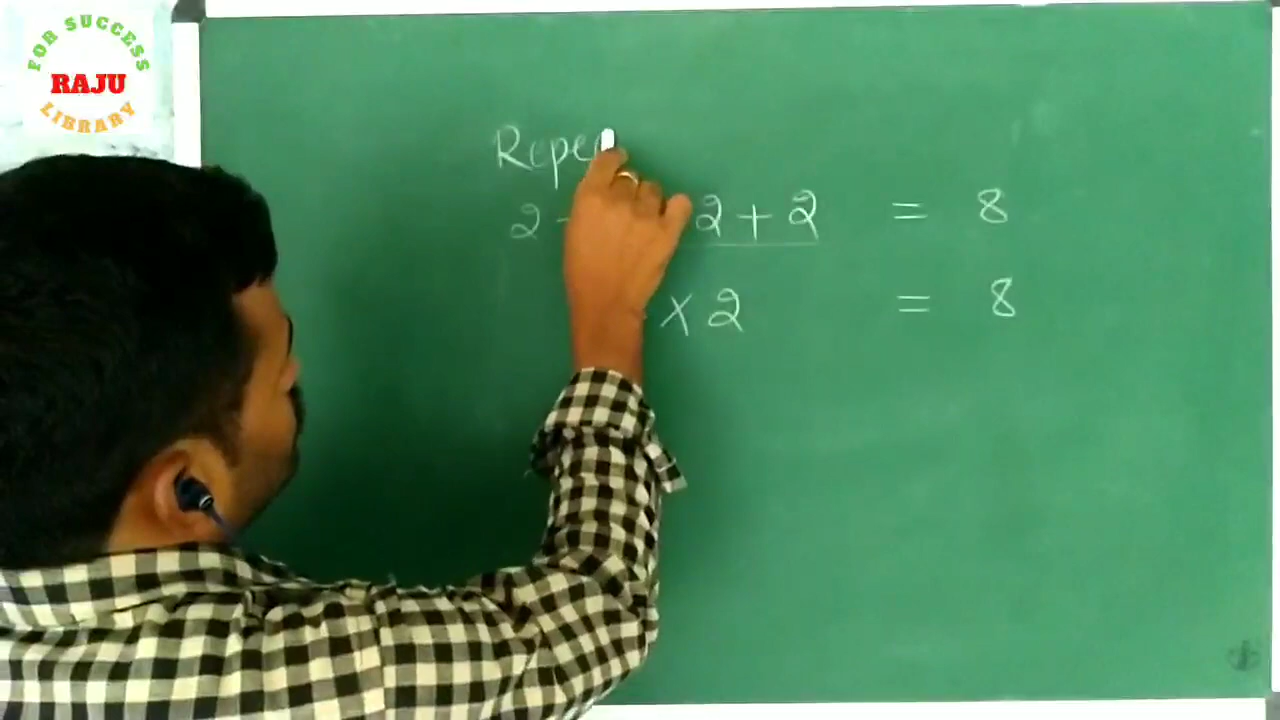 FOR SUCCESS
RAJU
LIBRARY
Repe
2 + 2 + 2 = 8
x 2 = 8